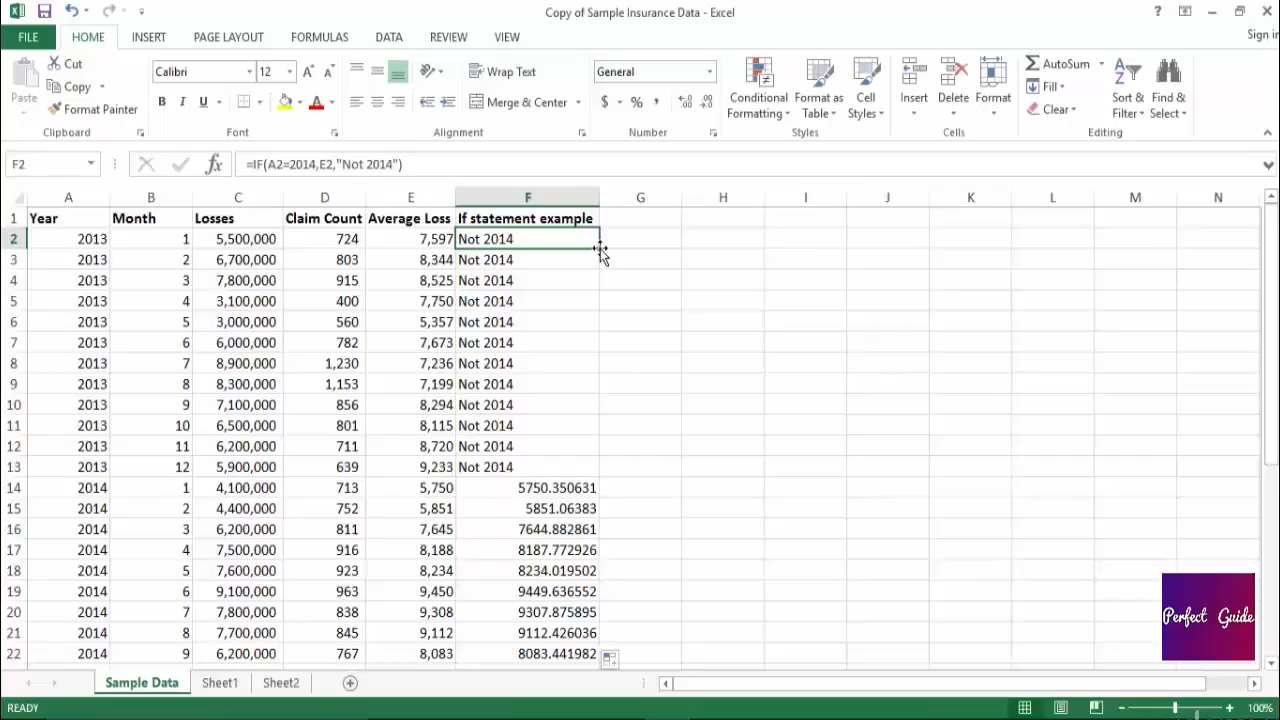 Copy of Sample Insurance Data - Excel
?
Sign in
FILE HOME INSERT PAGE LAYOUT FORMULAS DATA REVIEW VIEW
Paste
Cut
Copy
Format Painter
Calibri 12
B I U
Wrap Text
Merge & Center
General
$ % ,
Conditional Formatting
Format as Table
Cell Styles
Insert
Delete
Format
AutoSum
Fill
Clear
Sort & Filter
Find & Select
Clipboard Font Alignment Number Styles Cells Editing
F2 fx =IF(A2=2014,E2,"Not 2014")
A B C D E F G H I J K L M N
1 Year Month Losses Claim Count Average Loss If statement example
2 2013 1 5,500,000 724 7,597 Not 2014
3 2013 2 6,700,000 803 8,344 Not 2014
4 2013 3 7,800,000 915 8,525 Not 2014
5 2013 4 3,100,000 400 7,750 Not 2014
6 2013 5 3,000,000 560 5,357 Not 2014
7 2013 6 6,000,000 782 7,673 Not 2014
8 2013 7 8,900,000 1,230 7,236 Not 2014
9 2013 8 8,300,000 1,153 7,199 Not 2014
10 2013 9 7,100,000 856 8,294 Not 2014
11 2013 10 6,500,000 801 8,115 Not 2014
12 2013 11 6,200,000 711 8,720 Not 2014
13 2013 12 5,900,000 639 9,233 Not 2014
14 2014 1 4,100,000 713 5,750 5750.350631
15 2014 2 4,400,000 752 5,851 5851.06383
16 2014 3 6,200,000 811 7,645 7644.882861
17 2014 4 7,500,000 916 8,188 8187.772926
18 2014 5 7,600,000 923 8,234 8234.019502
19 2014 6 9,100,000 963 9,450 9449.636552
20 2014 7 7,800,000 838 9,308 9307.875895
21 2014 8 7,700,000 845 9,112 9112.426036
22 2014 9 6,200,000 767 8,083 8083.441982
Perfect Guide
Sample Data Sheet1 Sheet2
READY 100%